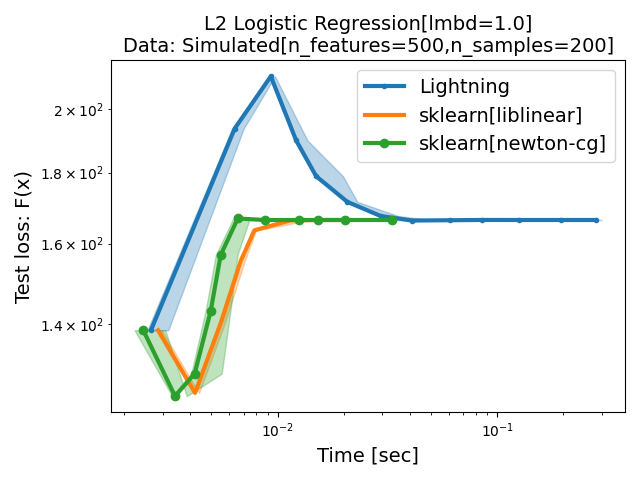 L2 Logistic Regression[lmbd=1.0]
Data: Simulated[n_features=500,n_samples=200]
Lightning
sklearn[liblinear]
sklearn[newton-cg]
2 × 10²
1.8 × 10²
1.6 × 10²
1.4 × 10²
Test loss: F(x)
10⁻²
10⁻¹
Time [sec]